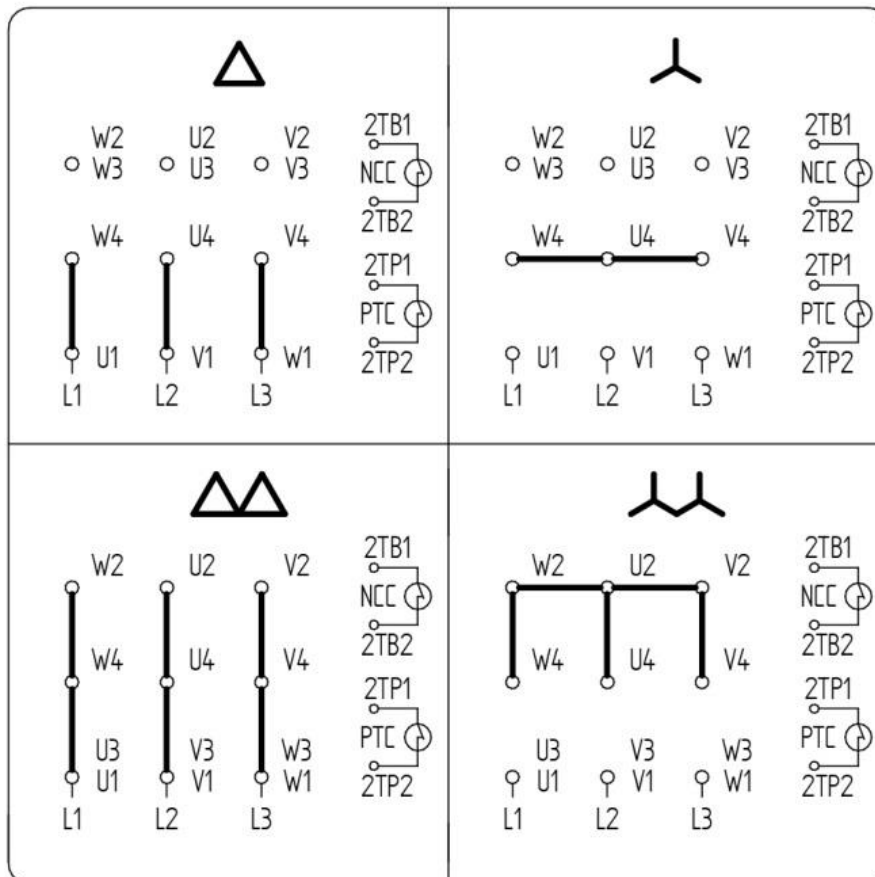 W2 U2 V2 2TB1
W3 U3 V3 NCC
2TB2
W4 U4 V4
2TP1
PTC
U1 V1 W1 2TP2
L1 L2 L3
W2 U2 V2 2TB1
W3 U3 V3 NCC
2TB2
W4 U4 V4
2TP1
PTC
U1 V1 W1 2TP2
L1 L2 L3
W2 U2 V2 2TB1
NCC
2TB2
W4 U4 V4
2TP1
U3 V3 W3 PTC
U1 V1 W1 2TP2
L1 L2 L3
W2 U2 V2 2TB1
NCC
2TB2
W4 U4 V4
2TP1
U3 V3 W3 PTC
U1 V1 W1 2TP2
L1 L2 L3